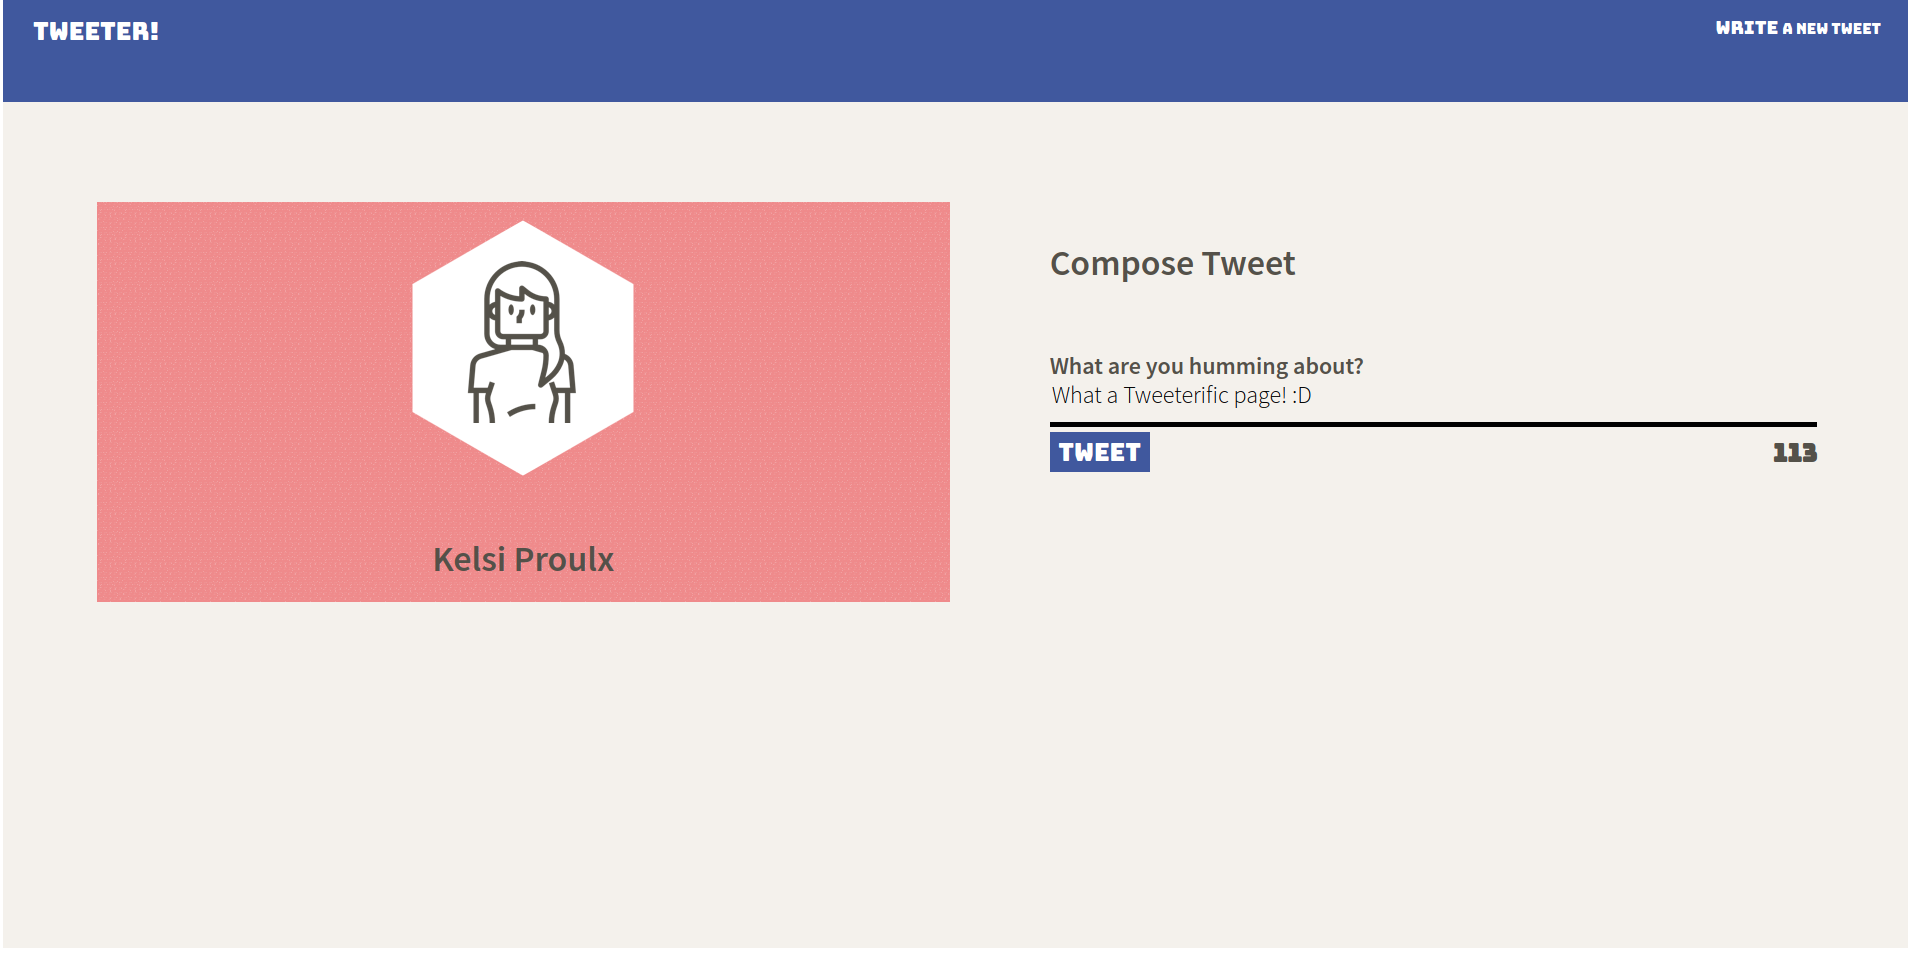 TWEETER!
WRITE A NEW TWEET
Kelsi Proulx
Compose Tweet
What are you humming about?
What a Tweeterific page! :D
TWEET
113